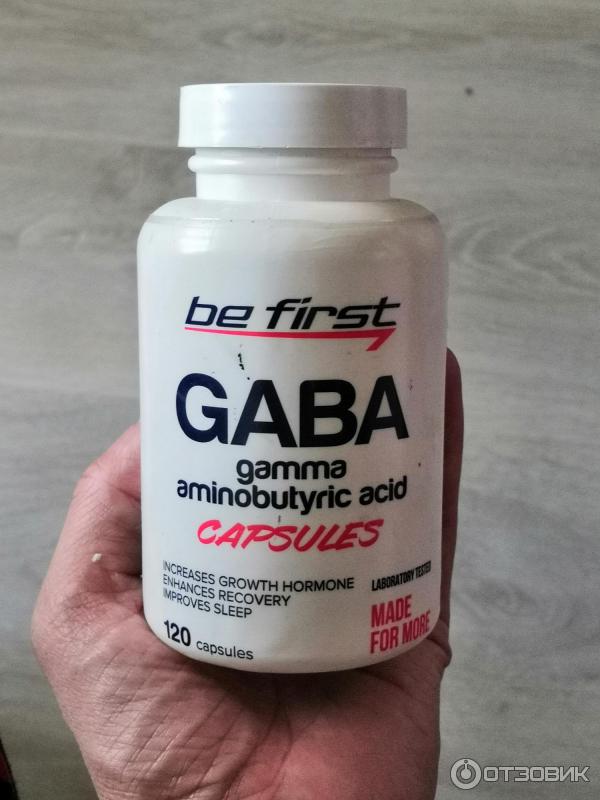 be first
GABA
gamma
aminobutyric acid
CAPSULES
INCREASES GROWTH HORMONE
ENHANCES RECOVERY
IMPROVES SLEEP
120 capsules
LABORATORY TESTED
MADE
FOR MORE
ОТЗОВИК